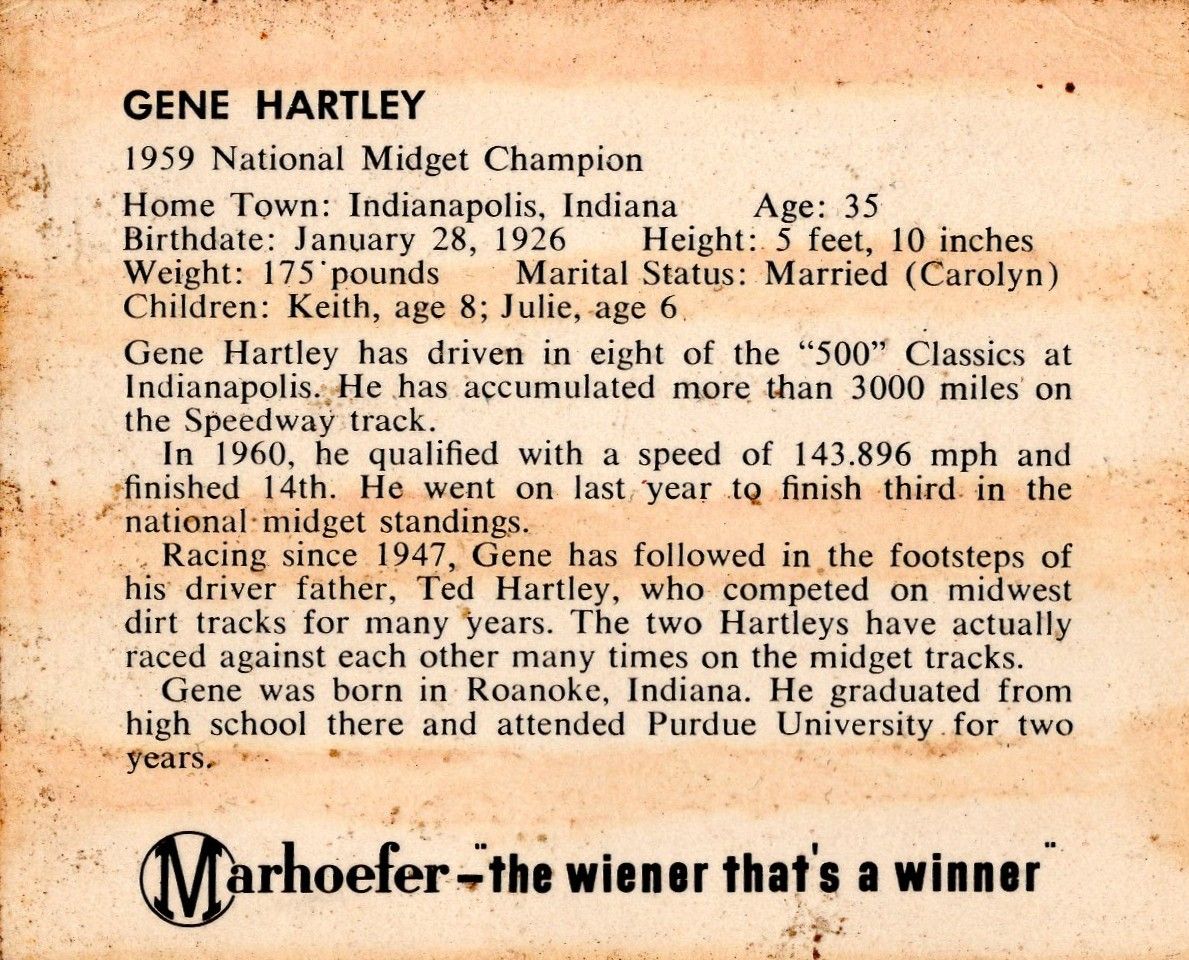 GENE HARTLEY
1959 National Midget Champion
Home Town: Indianapolis, Indiana Age: 35
Birthdate: January 28, 1926 Height: 5 feet, 10 inches
Weight: 175 pounds Marital Status: Married (Carolyn)
Children: Keith, age 8; Julie, age 6
Gene Hartley has driven in eight of the “500” Classics at
Indianapolis. He has accumulated more than 3000 miles on
the Speedway track.
In 1960, he qualified with a speed of 143.896 mph and
finished 14th. He went on last year to finish third in the
national midget standings.
Racing since 1947, Gene has followed in the footsteps of
his driver father, Ted Hartley, who competed on midwest
dirt tracks for many years. The two Hartleys have actually
raced against each other many times on the midget tracks.
Gene was born in Roanoke, Indiana. He graduated from
high school there and attended Purdue University for two
years.
Marhoefer–"the wiener that's a winner"